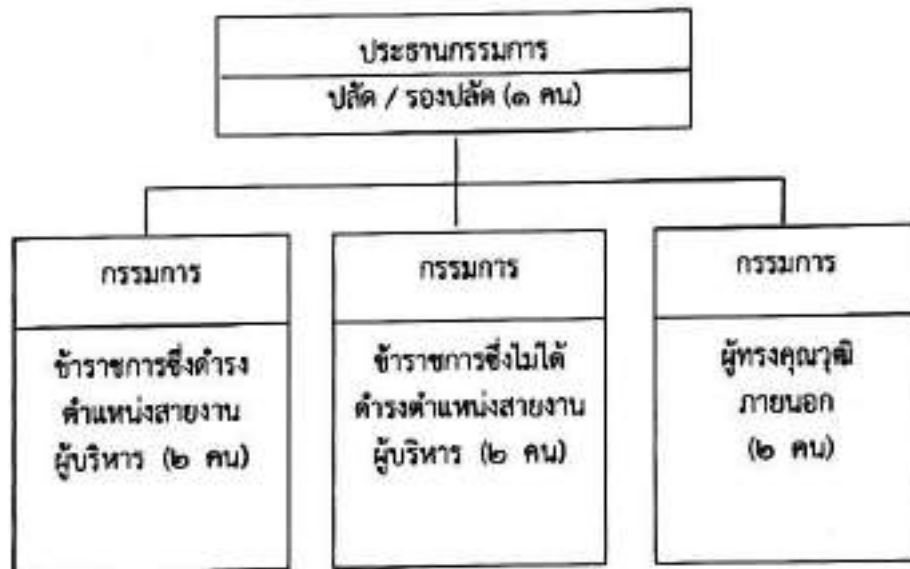 ประธานกรรมการ
ปลัด / รองปลัด (๑ คน)
กรรมการ
ข้าราชการซึ่งดำรง
ตำแหน่งสายงาน
ผู้บริหาร (๒ คน)
กรรมการ
ข้าราชการซึ่งไม่ได้
ดำรงตำแหน่งสายงาน
ผู้บริหาร (๒ คน)
กรรมการ
ผู้ทรงคุณวุฒิ
ภายนอก
(๒ คน)